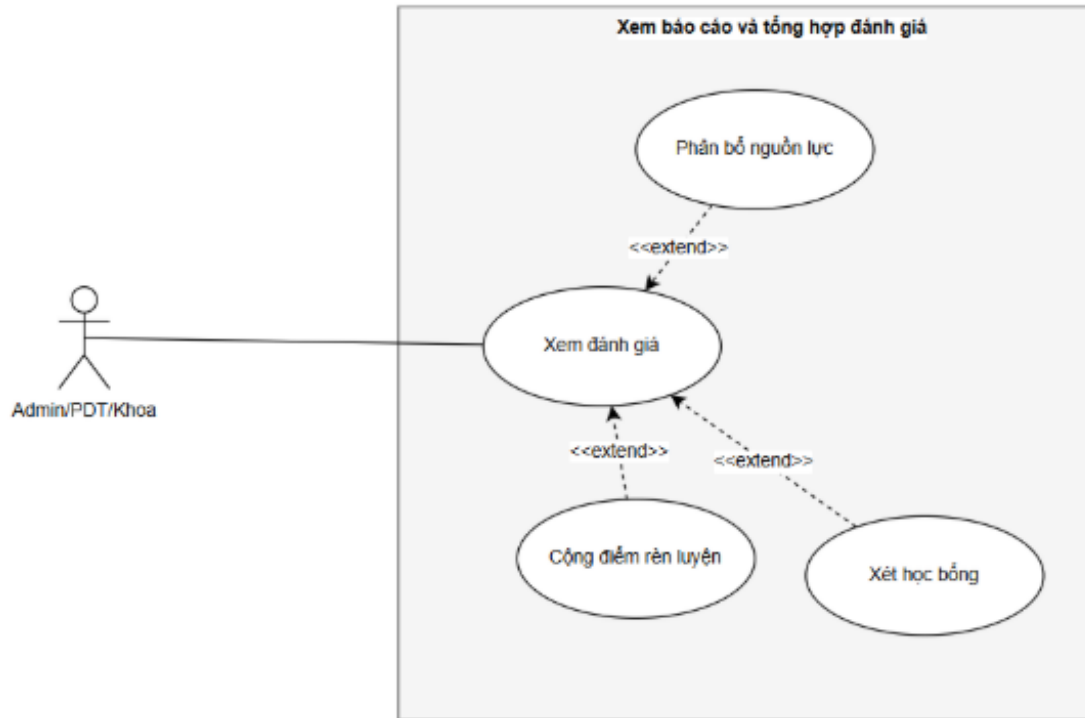 Xem báo cáo và tổng hợp đánh giá
Phân bổ nguồn lực
<<extend>>
Xem đánh giá
Admin/PDT/Khoa
<<extend>>
<<extend>>
Cộng điểm rèn luyện
Xét học bổng